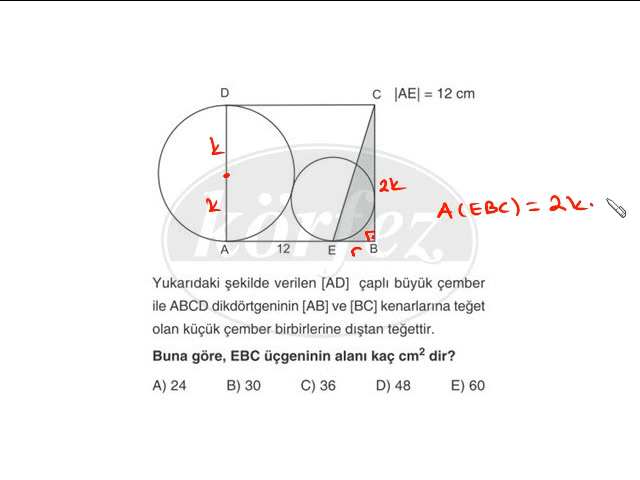 D
C |AE| = 12 cm
k
k
2k
A(EBC) = 2k.
körfez
A 12 E B
r
Yukarıdaki şekilde verilen [AD] çaplı büyük çember
ile ABCD dikdörtgeninin [AB] ve [BC] kenarlarına teğet
olan küçük çember birbirlerine dıştan teğettir.
Buna göre, EBC üçgeninin alanı kaç cm² dir?
A) 24 B) 30 C) 36 D) 48 E) 60